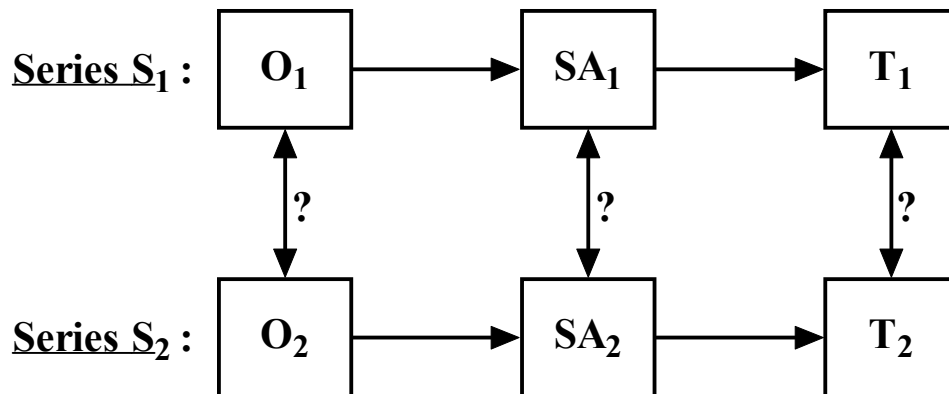 Series S₁ : O₁ SA₁ T₁
? ? ?
Series S₂ : O₂ SA₂ T₂